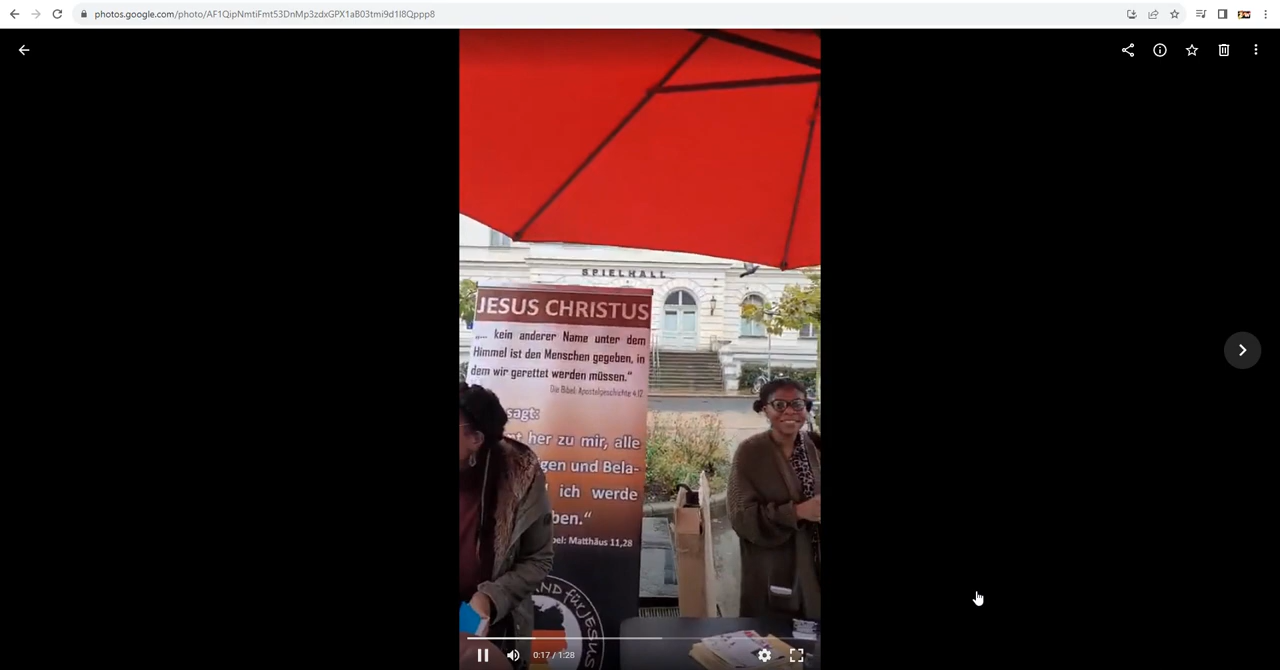 photos.google.com/photo/AF1QipNmtiFmt53DnMp3zdxGPX1aB03tmi9d1I8Qppp8
SPIELHALL
JESUS CHRISTUS
„... kein anderer Name unter dem
Himmel ist den Menschen gegeben, in
dem wir gerettet werden müssen.“
Die Bibel: Apostelgeschichte 4,12
sagt:
her zu mir, alle
und Bela-
ich werde
Matthäus 11,28
FÜR JESUS
0:17 / 1:28